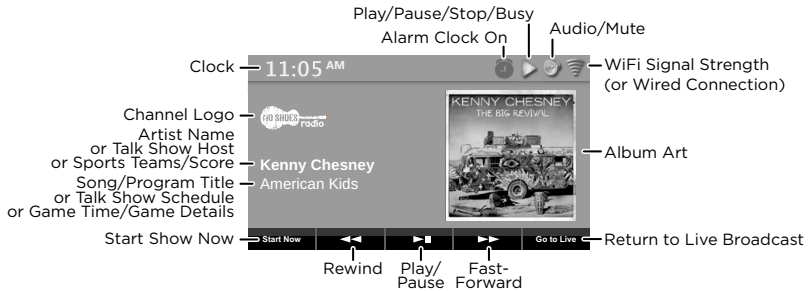 Play/Pause/Stop/Busy
Alarm Clock On
Audio/Mute
Clock
11:05 AM
WiFi Signal Strength
(or Wired Connection)
Channel Logo
NO SHOES
radio
KENNY CHESNEY
THE BIG REVIVAL
Artist Name
or Talk Show Host
or Sports Teams/Score
Kenny Chesney
Album Art
Song/Program Title
or Talk Show Schedule
or Game Time/Game Details
American Kids
Start Show Now
Start Now
Go to Live
Return to Live Broadcast
Rewind
Play/
Pause
Fast-
Forward